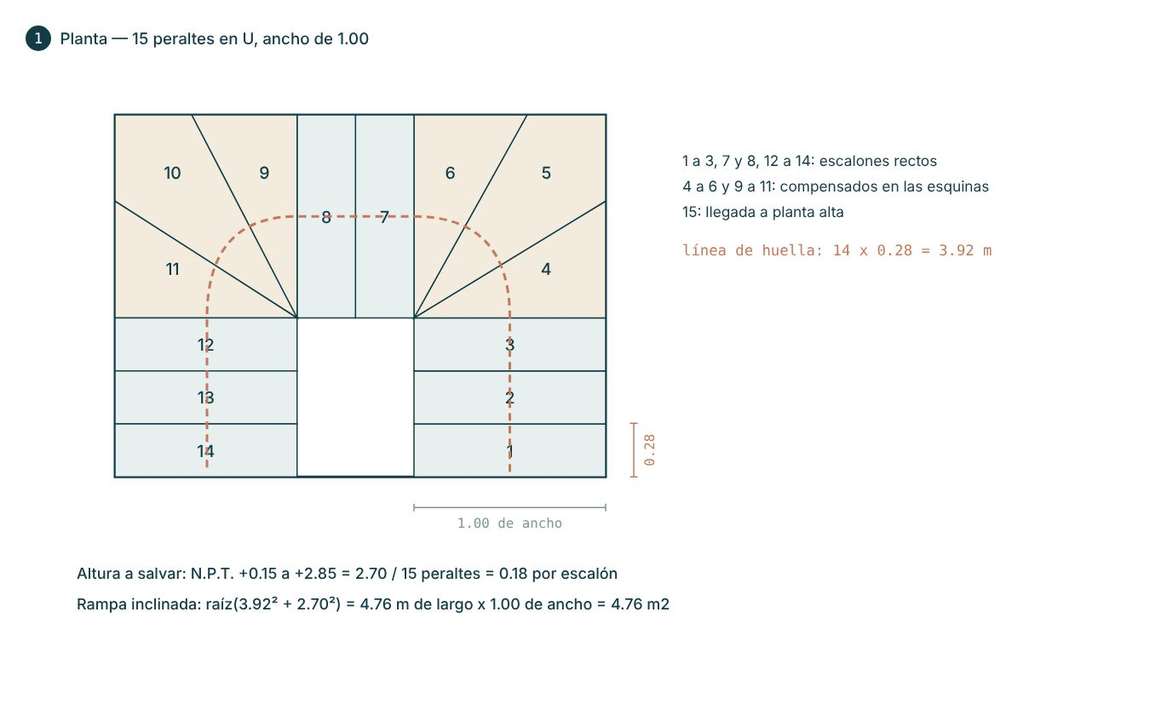 1 Planta — 15 peraltes en U, ancho de 1.00
10
9
8
7
6
5
11
4
12
3
13
2
14
1
1 a 3, 7 y 8, 12 a 14: escalones rectos
4 a 6 y 9 a 11: compensados en las esquinas
15: llegada a planta alta
línea de huella: 14 x 0.28 = 3.92 m
0.28
1.00 de ancho
Altura a salvar: N.P.T. +0.15 a +2.85 = 2.70 / 15 peraltes = 0.18 por escalón
Rampa inclinada: raíz(3.92² + 2.70²) = 4.76 m de largo x 1.00 de ancho = 4.76 m2